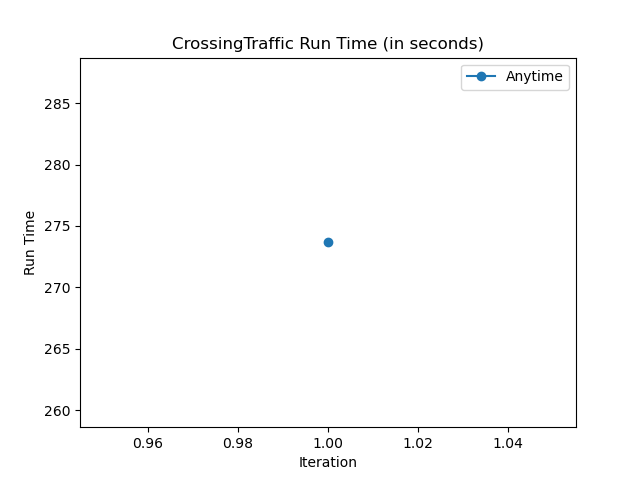 CrossingTraffic Run Time (in seconds)
Anytime
Run Time
285
280
275
270
265
260
0.96 0.98 1.00 1.02 1.04
Iteration